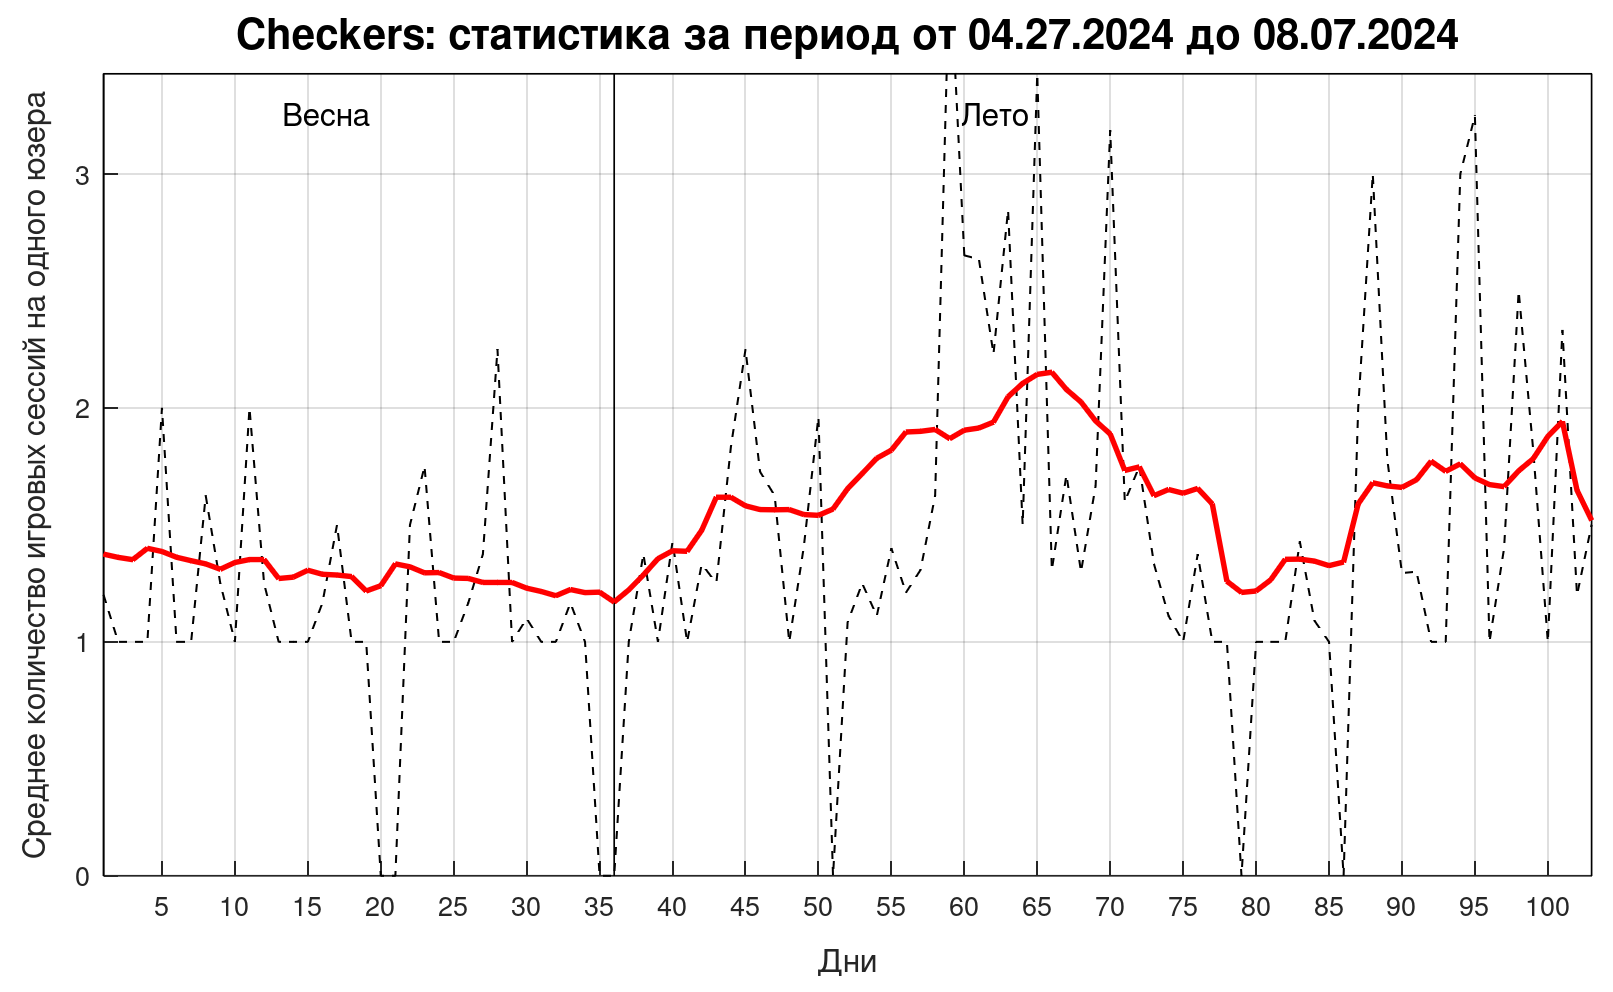 Checkers: статистика за период от 04.27.2024 до 08.07.2024
Среднее количество игровых сессий на одного юзера
Весна
Лето
3
2
1
0
5 10 15 20 25 30 35 40 45 50 55 60 65 70 75 80 85 90 95 100
Дни